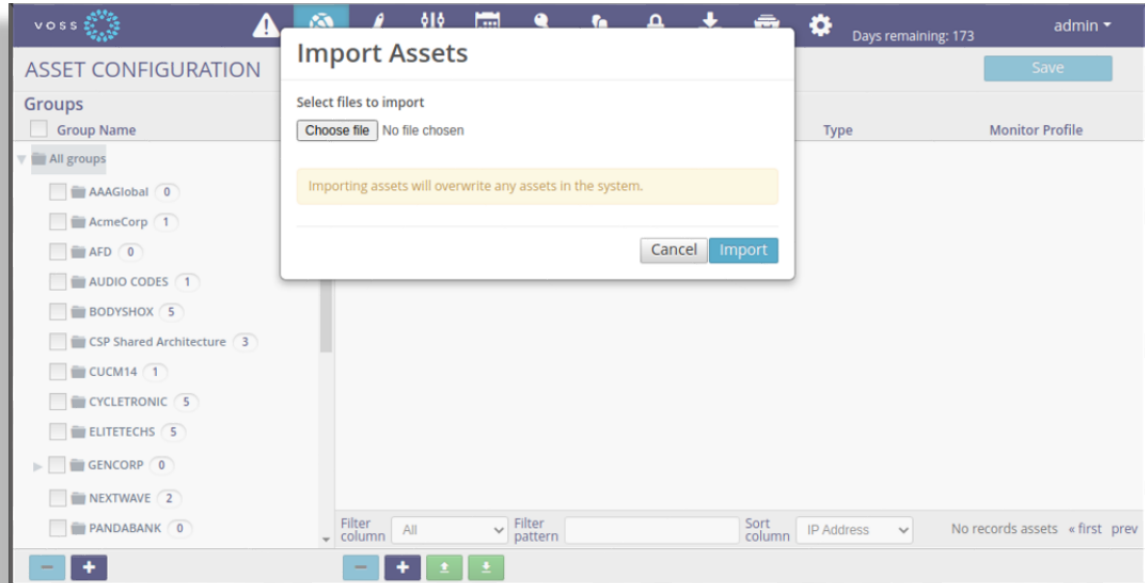 VOSS
Days remaining: 173
admin
ASSET CONFIGURATION
Save
Import Assets
Select files to import
Choose file No file chosen
Importing assets will overwrite any assets in the system.
Cancel Import
Groups
Group Name
Type Monitor Profile
All groups
AAAGlobal 0
AcmeCorp 1
AFD 0
AUDIO CODES 1
BODYSHOX 5
CSP Shared Architecture 3
CUCM14 1
CYCLETRONIC 5
ELITETECHS 5
GENCORP 0
NEXTWAVE 2
PANDABANK 0
Filter column All Filter pattern Sort column IP Address No records assets « first prev